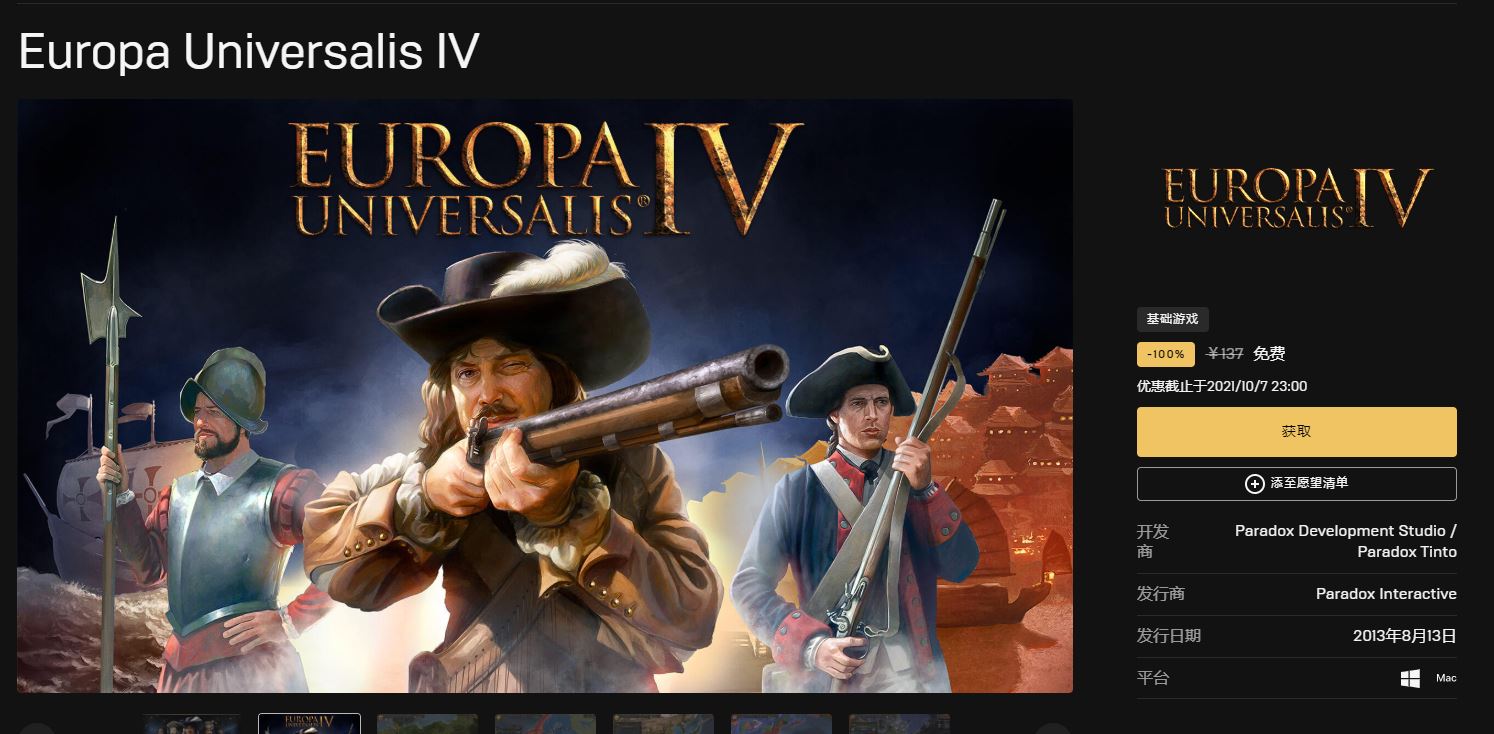 Europa Universalis IV
EUROPA IV
UNIVERSALIS®
EUROPA IV
UNIVERSALIS®
基础游戏
-100% ￥137 免费
优惠截止于2021/10/7 23:00
获取
添至愿望清单
开发商
Paradox Development Studio /
Paradox Tinto
发行商 Paradox Interactive
发行日期 2013年8月13日
平台 Mac
EUROPA IV